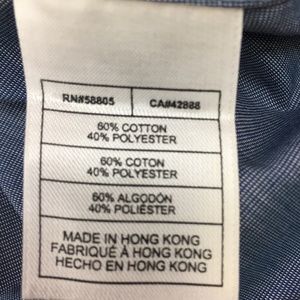 RN#58805 CA#42888
60% COTTON
40% POLYESTER
60% COTON
40% POLYESTER
60% ALGODÓN
40% POLIÉSTER
MADE IN HONG KONG
FABRIQUÉ À HONG KONG
HECHO EN HONG KONG